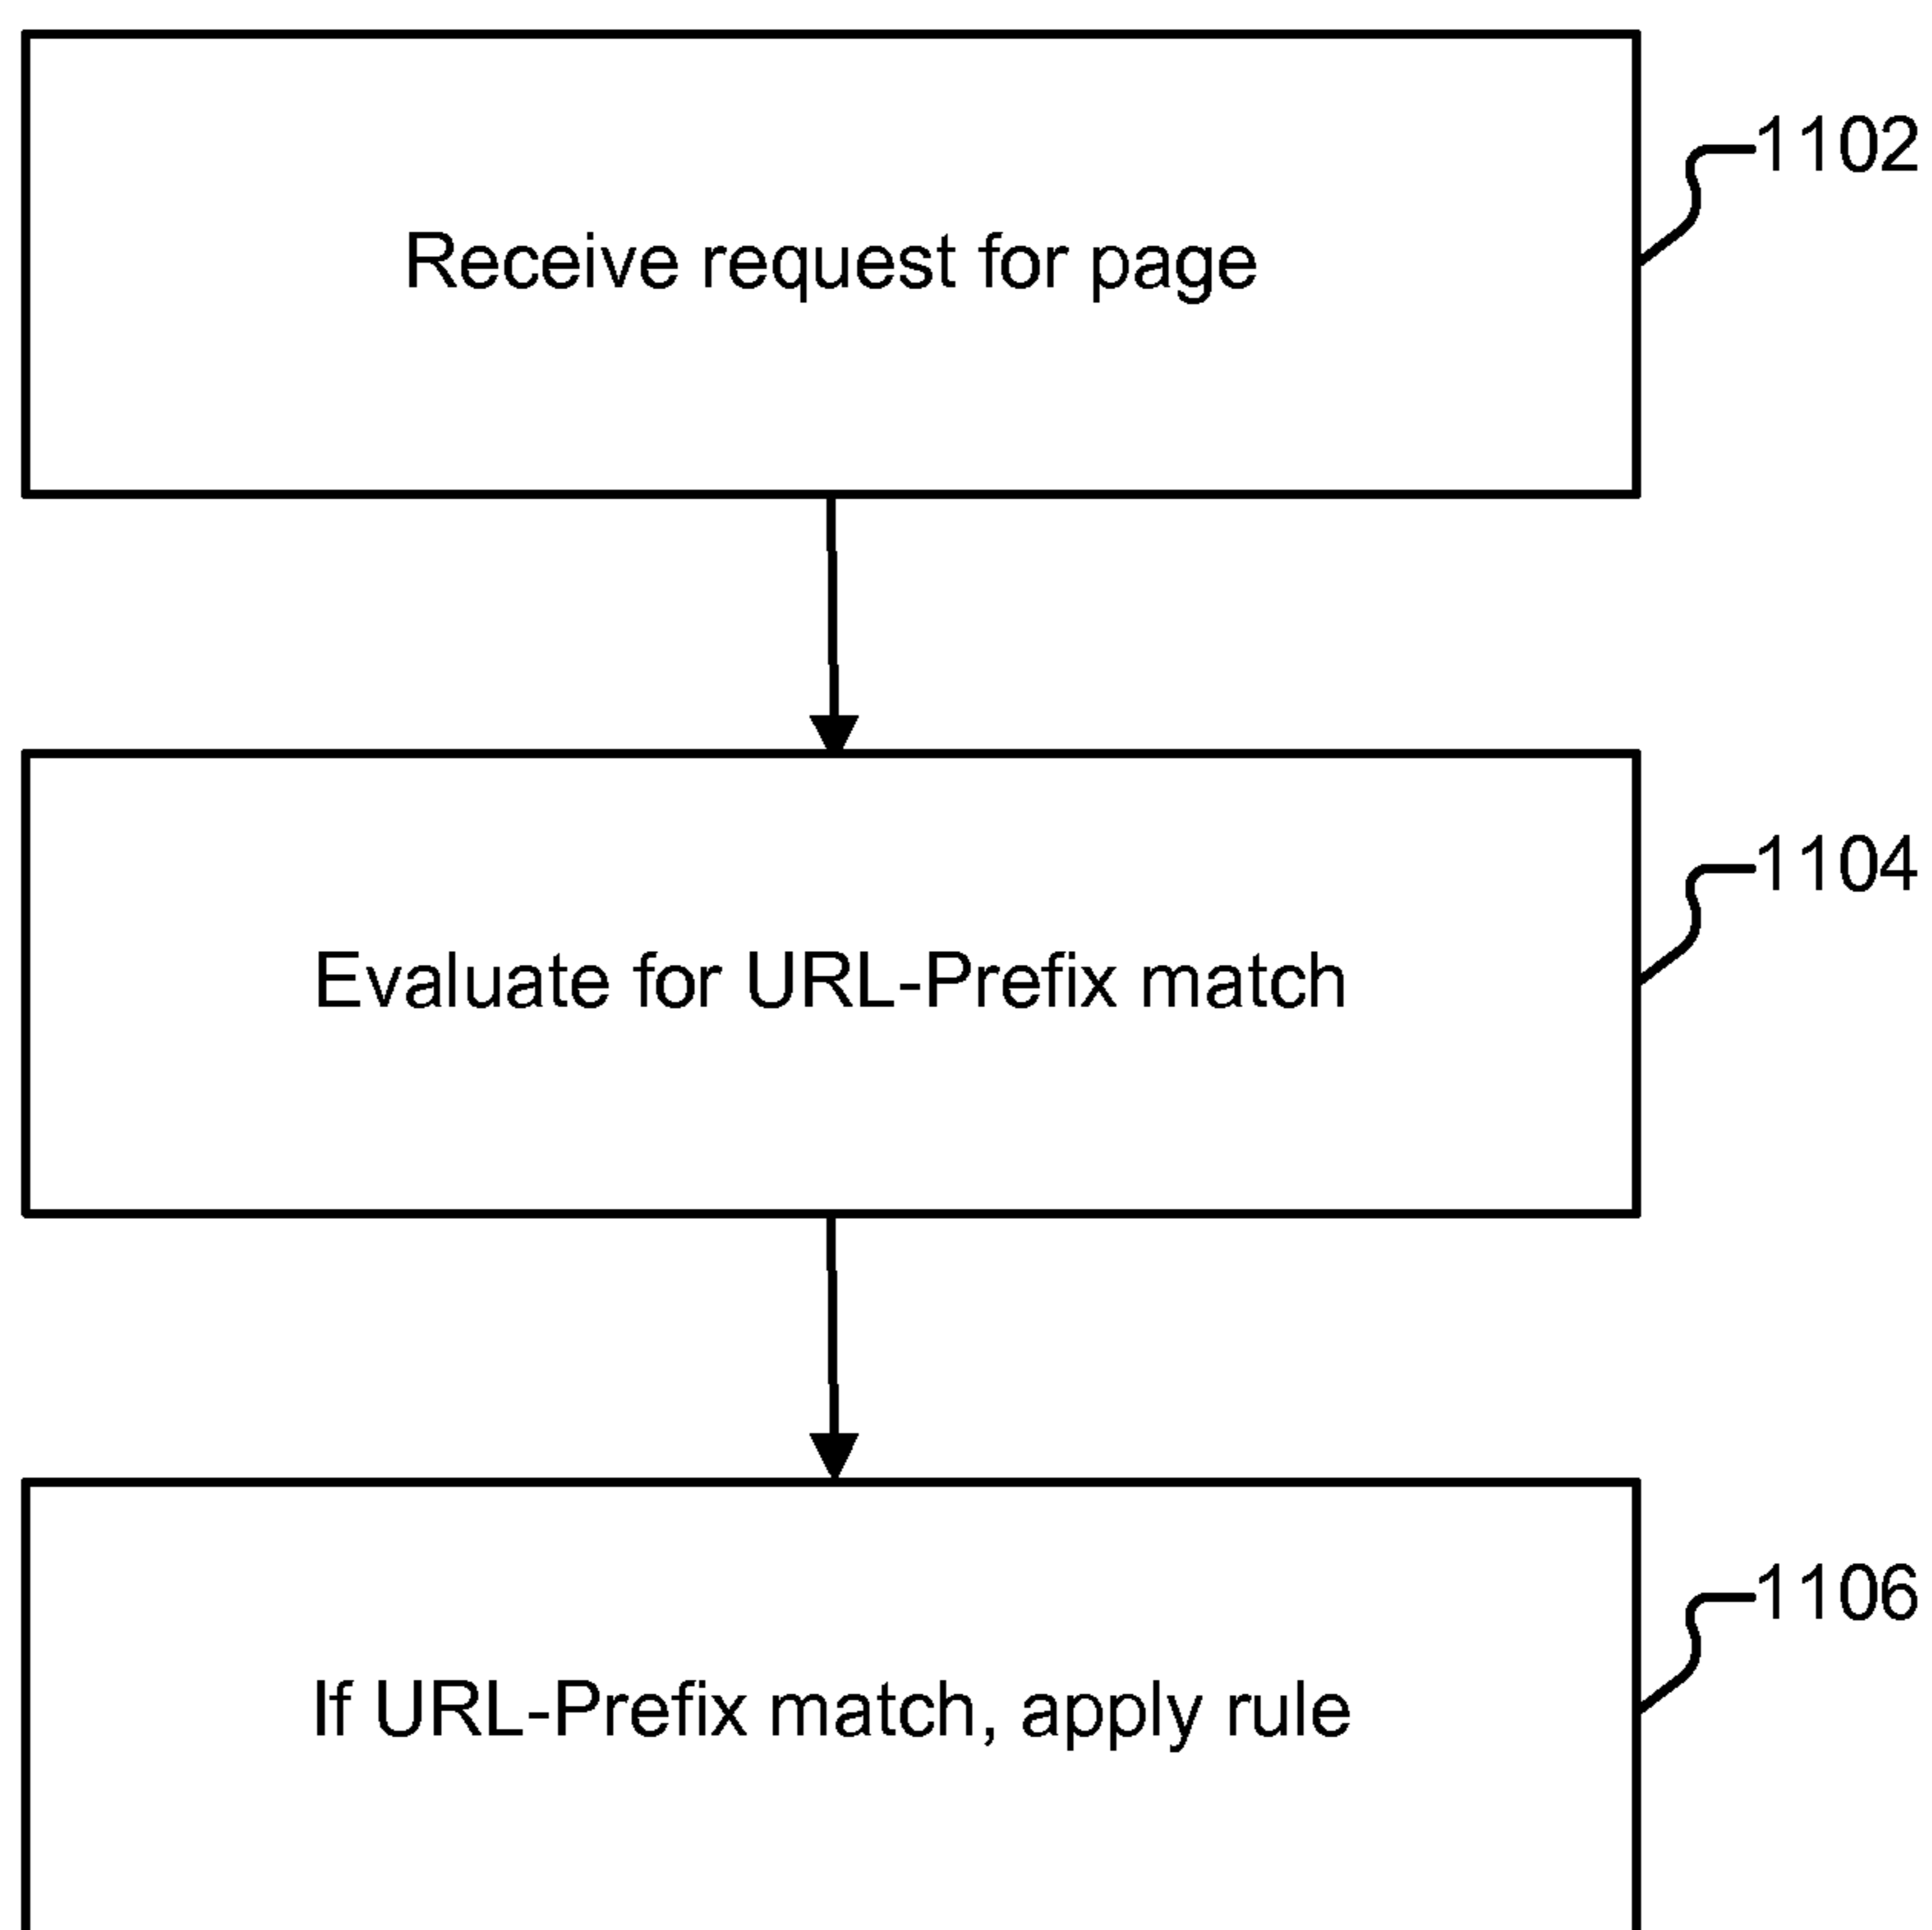 Receive request for page
1102
Evaluate for URL-Prefix match
1104
If URL-Prefix match, apply rule
1106